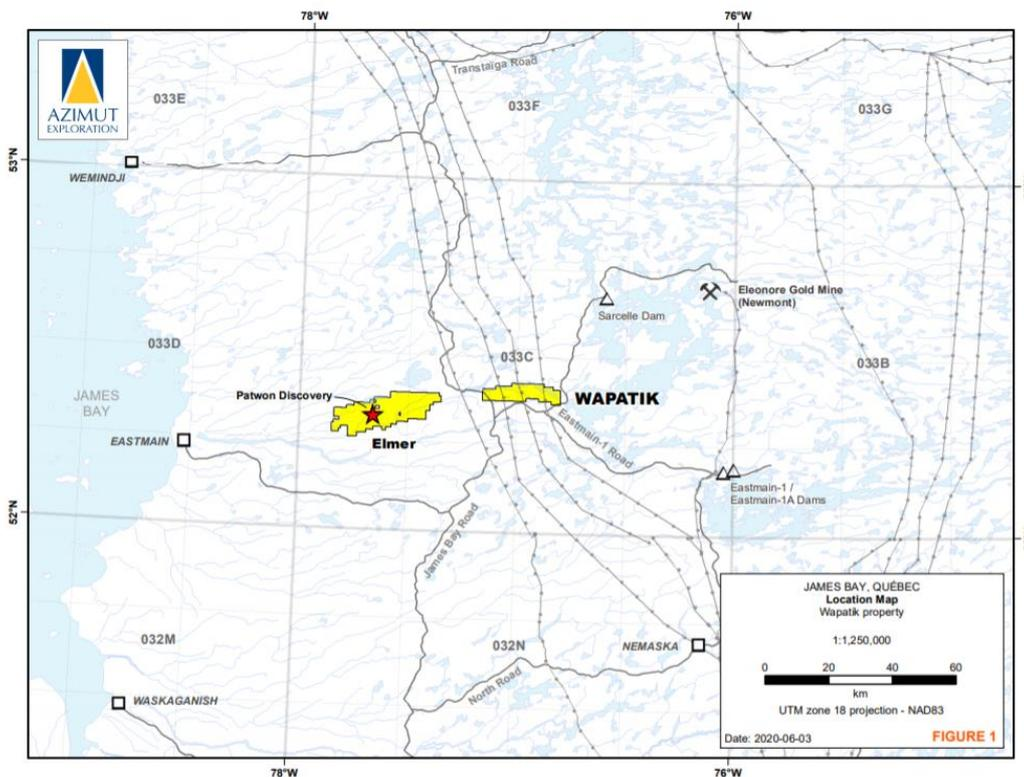 78°W
76°W
AZIMUT
EXPLORATION
Transtaiga Road
033E
033F
033G
53°N
WEMINDJI
Eleonore Gold Mine
(Newmont)
Sarcelle Dam
033D
033C
033B
JAMES
BAY
Patwon Discovery
WAPATIK
Elmer
EASTMAIN
Eastmain-1 Road
Eastmain-1 /
Eastmain-1A Dams
52°N
James Bay Road
032M
032N
NEMASKA
North Road
WASKAGANISH
JAMES BAY, QUÉBEC
Location Map
Wapatik property
1:1,250,000
0 20 40 60
km
UTM zone 18 projection - NAD83
Date: 2020-06-03
FIGURE 1
78°W
76°W